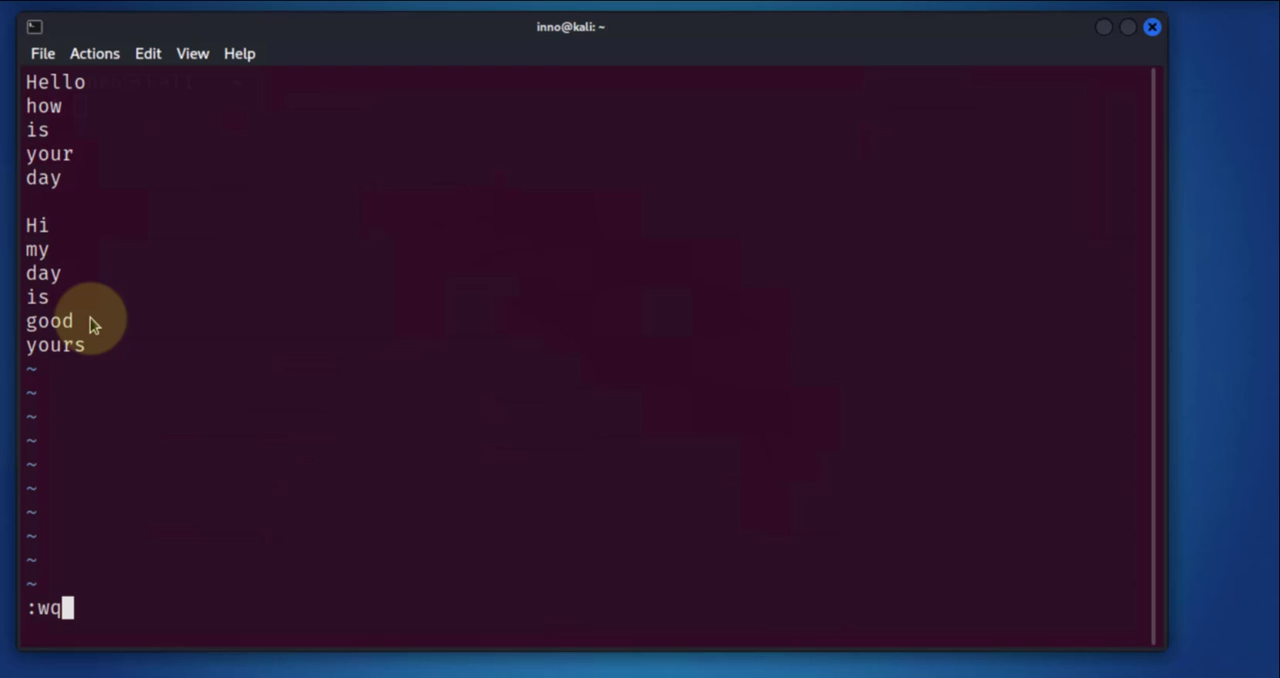 inno@kali: ~
File Actions Edit View Help
Hello
how
is
your
day

Hi
my
day
is
good
yours
~
~
~
~
~
~
~
~
~
~
:wq